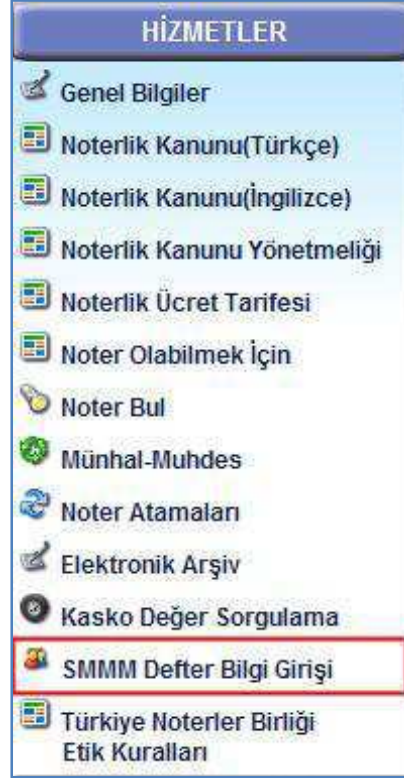 HİZMETLER
Genel Bilgiler
Noterlik Kanunu(Türkçe)
Noterlik Kanunu(İngilizce)
Noterlik Kanunu Yönetmeliği
Noterlik Ücret Tarifesi
Noter Olabilmek İçin
Noter Bul
Münhal-Muhdes
Noter Atamaları
Elektronik Arşiv
Kasko Değer Sorgulama
SMMM Defter Bilgi Girişi
Türkiye Noterler Birliği
Etik Kuralları